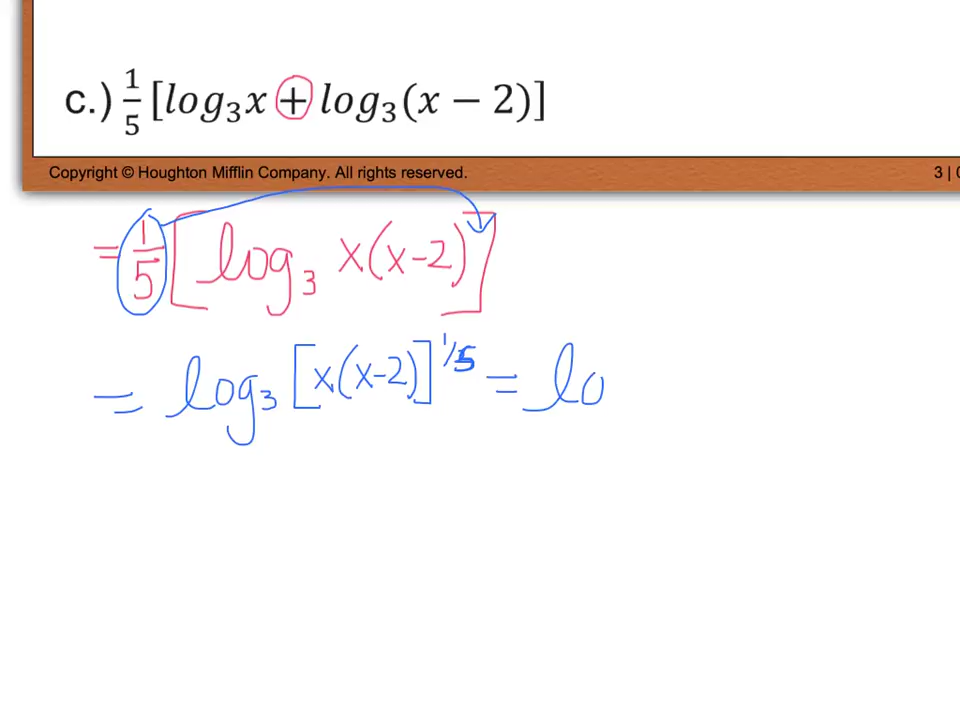 c.) 1/5 [log₃x + log₃(x − 2)]
Copyright © Houghton Mifflin Company. All rights reserved. 3 |
= 1/5 [log₃ x(x-2)]
= log₃ [x(x-2)]^1/5 = lo